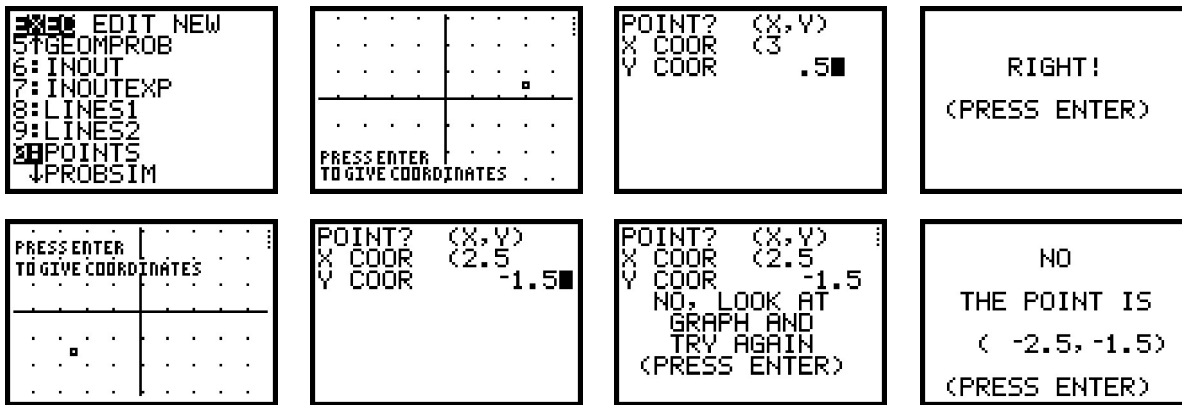 EXEC EDIT NEW
5↑GEOMPROB
6:INOUT
7:INOUTEXP
8:LINES1
9:LINES2
0:POINTS
↓PROBSIM
PRESS ENTER
TO GIVE COORDINATES
POINT? (X,Y)
X COOR (3
Y COOR .5
RIGHT!
(PRESS ENTER)
PRESS ENTER
TO GIVE COORDINATES
POINT? (X,Y)
X COOR (2.5
Y COOR -1.5
POINT? (X,Y)
X COOR (2.5
Y COOR -1.5
NO, LOOK AT
GRAPH AND
TRY AGAIN
(PRESS ENTER)
NO
THE POINT IS
( -2.5,-1.5)
(PRESS ENTER)